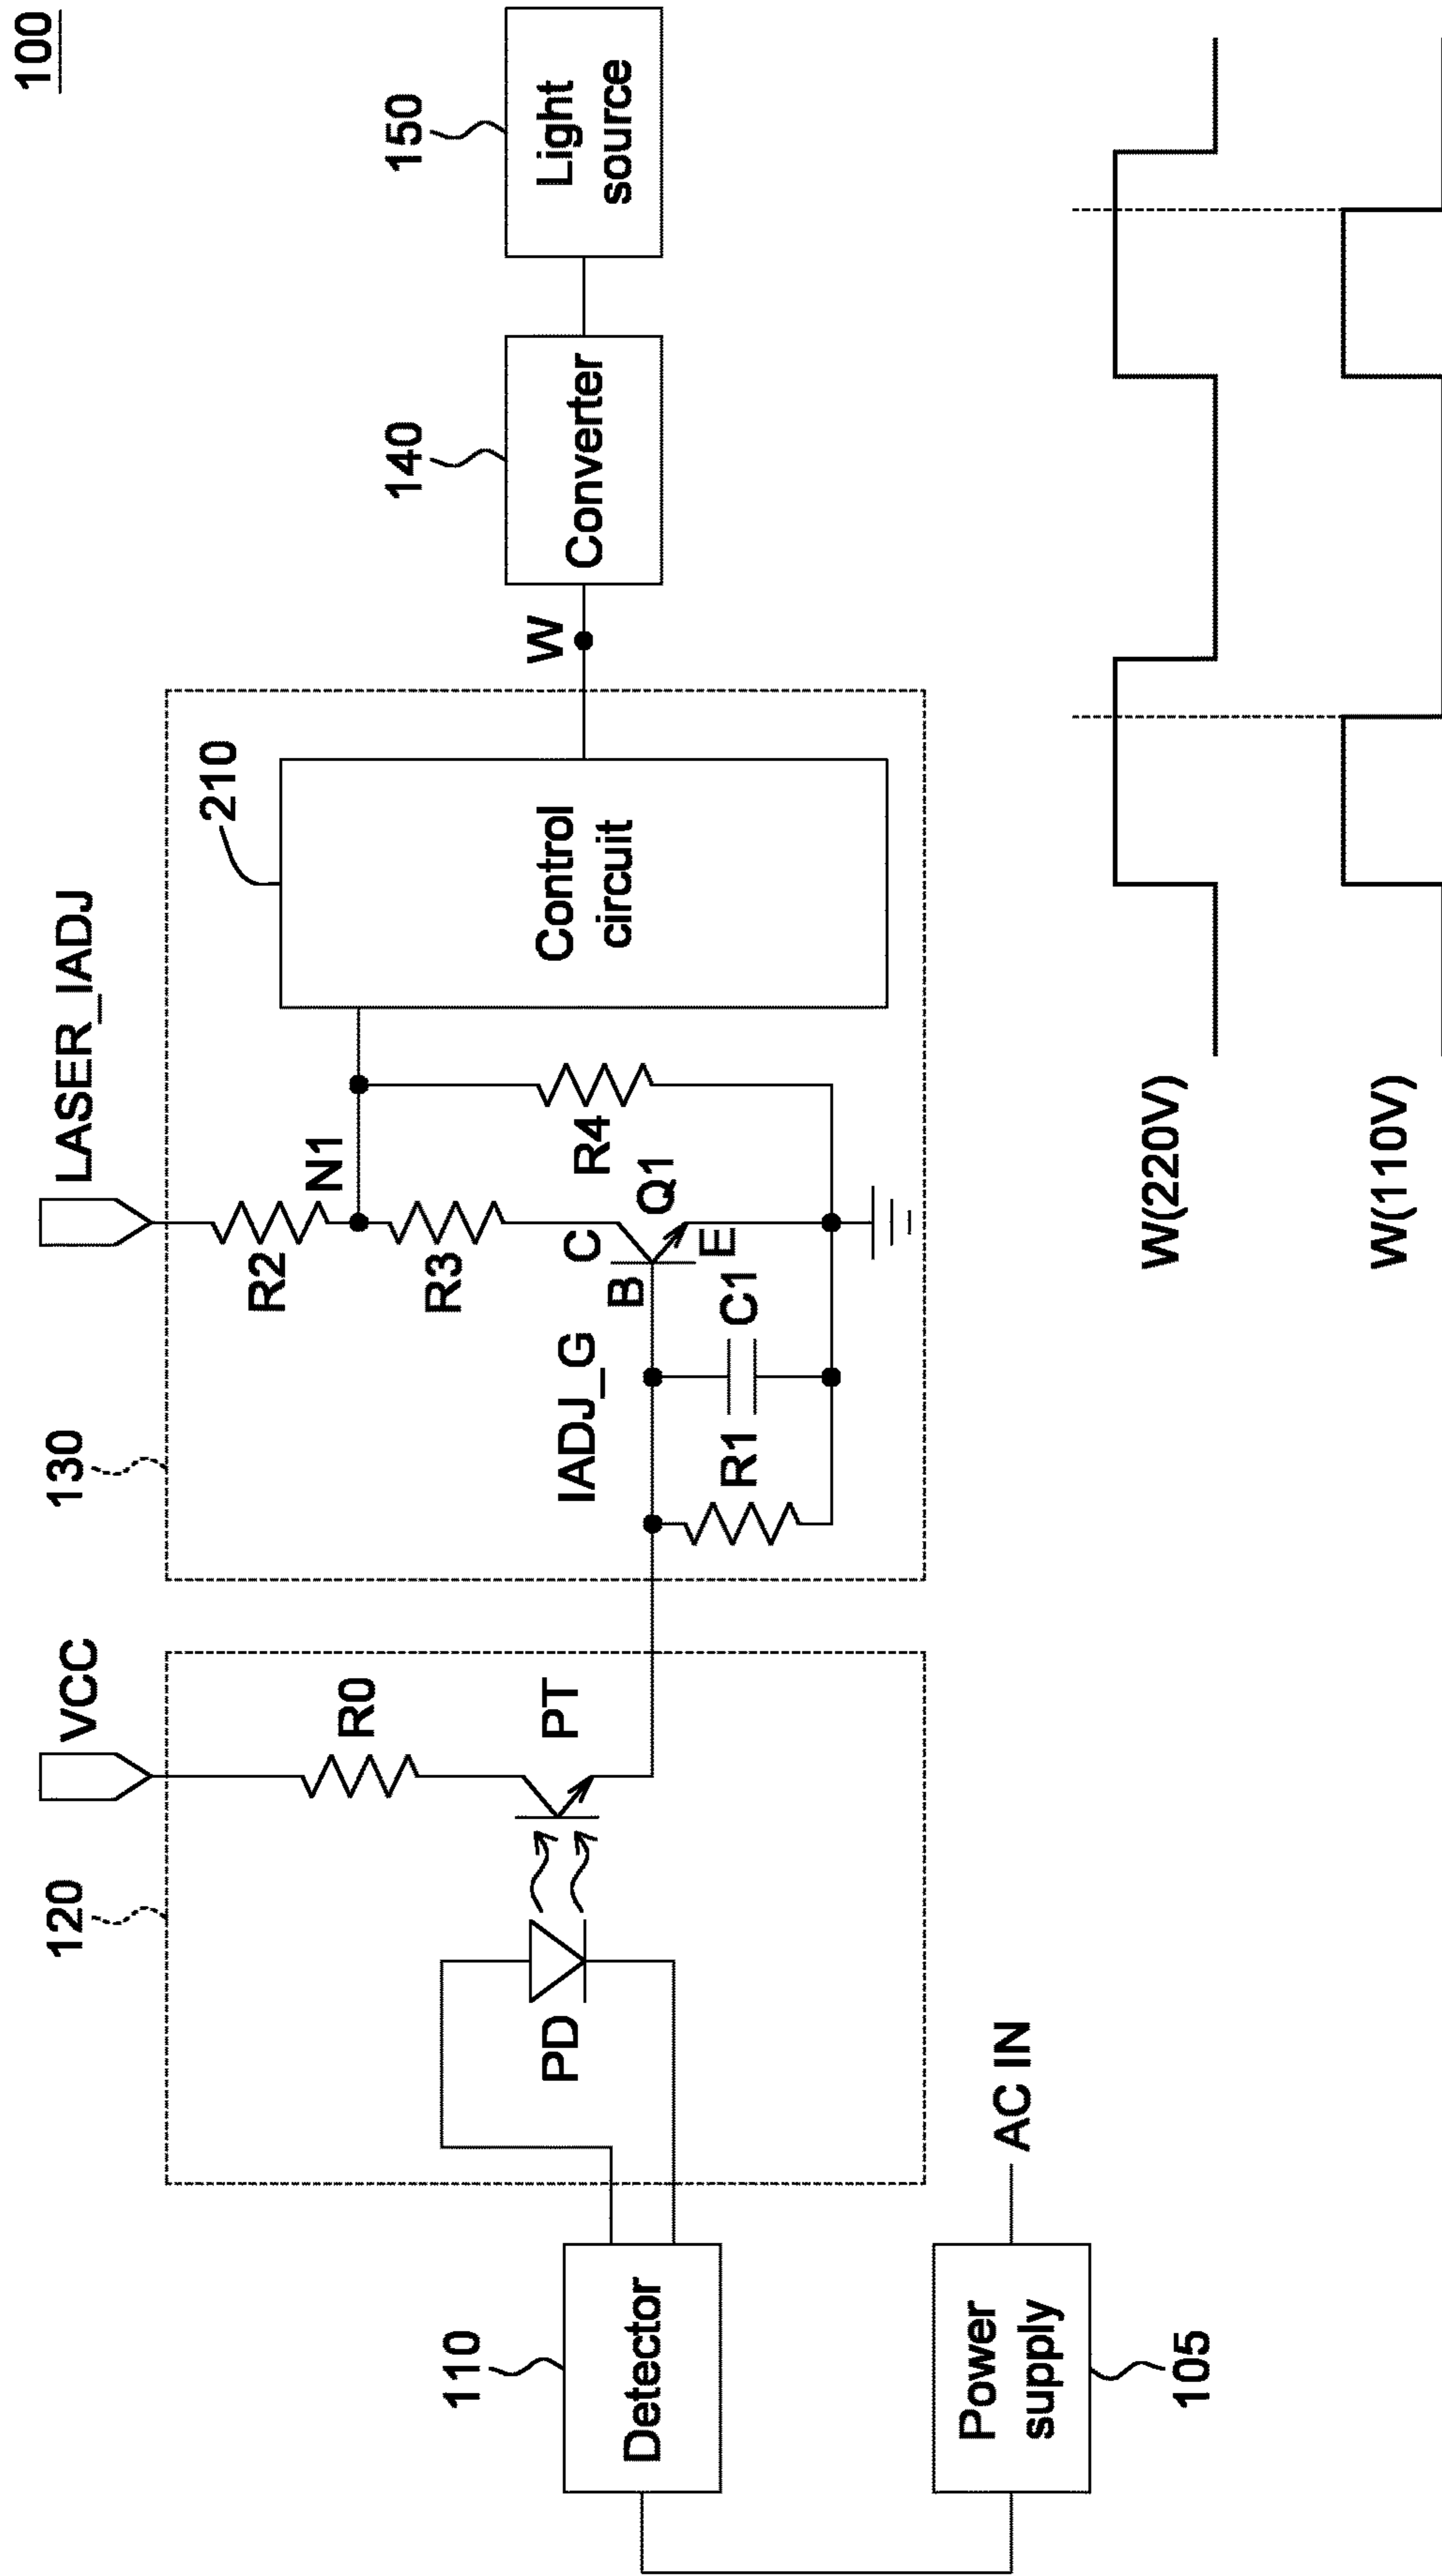 100
LASER_IADJ
VCC
130
120
210
R2
N1
R3
R4
C
B
Q1
E
IADJ_G
R1
C1
Control
circuit
W
140
Converter
150
Light
source
R0
PT
PD
110
Detector
AC IN
Power
supply
105
W(220V)
W(110V)